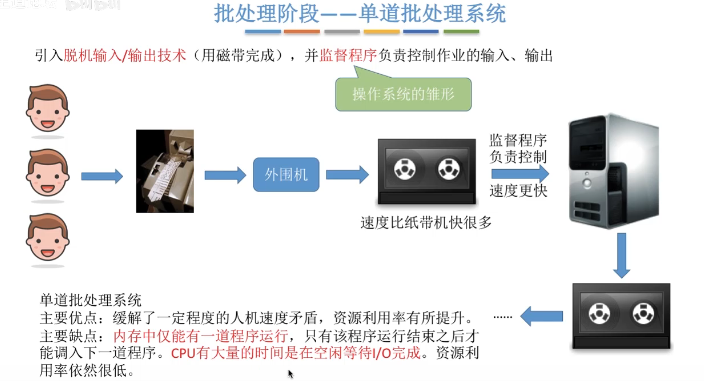 批处理阶段——单道批处理系统
引入脱机输入/输出技术（用磁带完成），并监督程序负责控制作业的输入、输出
操作系统的雏形
外围机
监督程序
负责控制
速度更快
速度比纸带机快很多
单道批处理系统
主要优点：缓解了一定程度的人机速度矛盾，资源利用率有所提升。
主要缺点：内存中仅能有一道程序运行，只有该程序运行结束之后才
能调入下一道程序。CPU有大量的时间是在空闲等待I/O完成。资源利
用率依然很低。
……